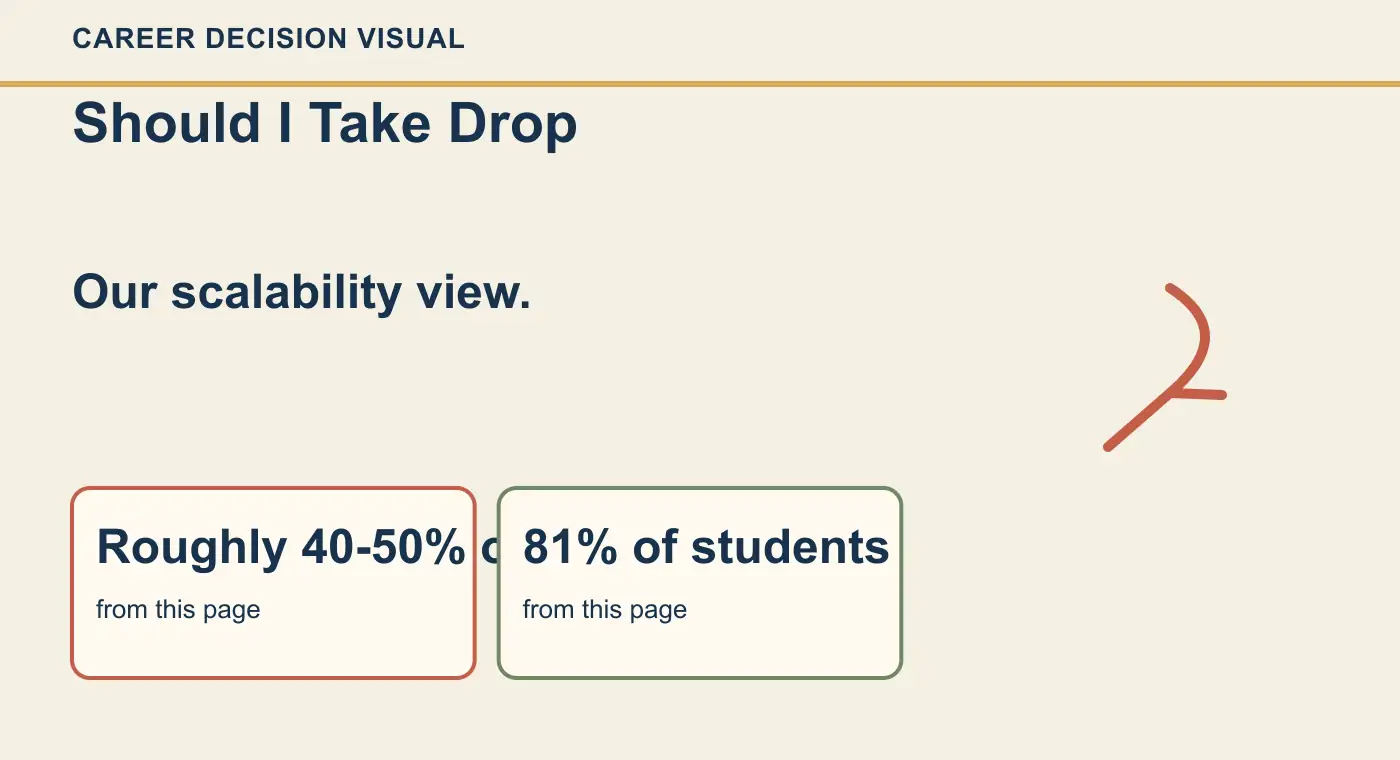 CAREER DECISION VISUAL
Should I Take Drop
Our scalability view.
Roughly 40-50%
81% of students
from this page
from this page